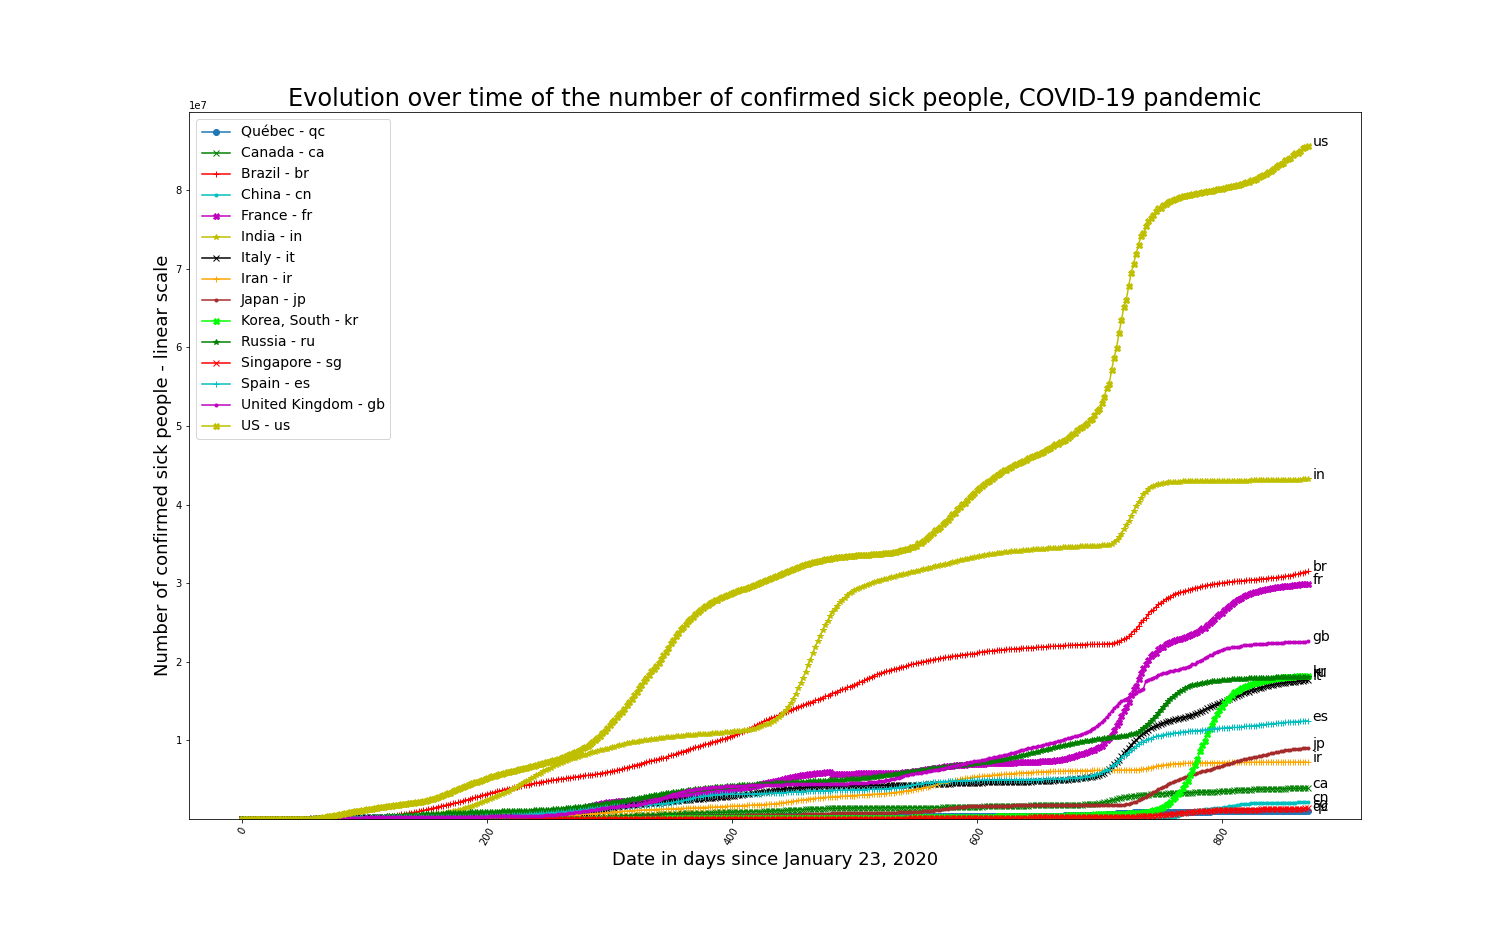 Evolution over time of the number of confirmed sick people, COVID-19 pandemic
1e7
Québec - qc
Canada - ca
Brazil - br
China - cn
France - fr
India - in
Italy - it
Iran - ir
Japan - jp
Korea, South - kr
Russia - ru
Singapore - sg
Spain - es
United Kingdom - gb
US - us
Number of confirmed sick people - linear scale
8
7
6
5
4
3
2
1
us
in
br
fr
gb
es
jp
ir
ca
0
200
400
600
800
Date in days since January 23, 2020